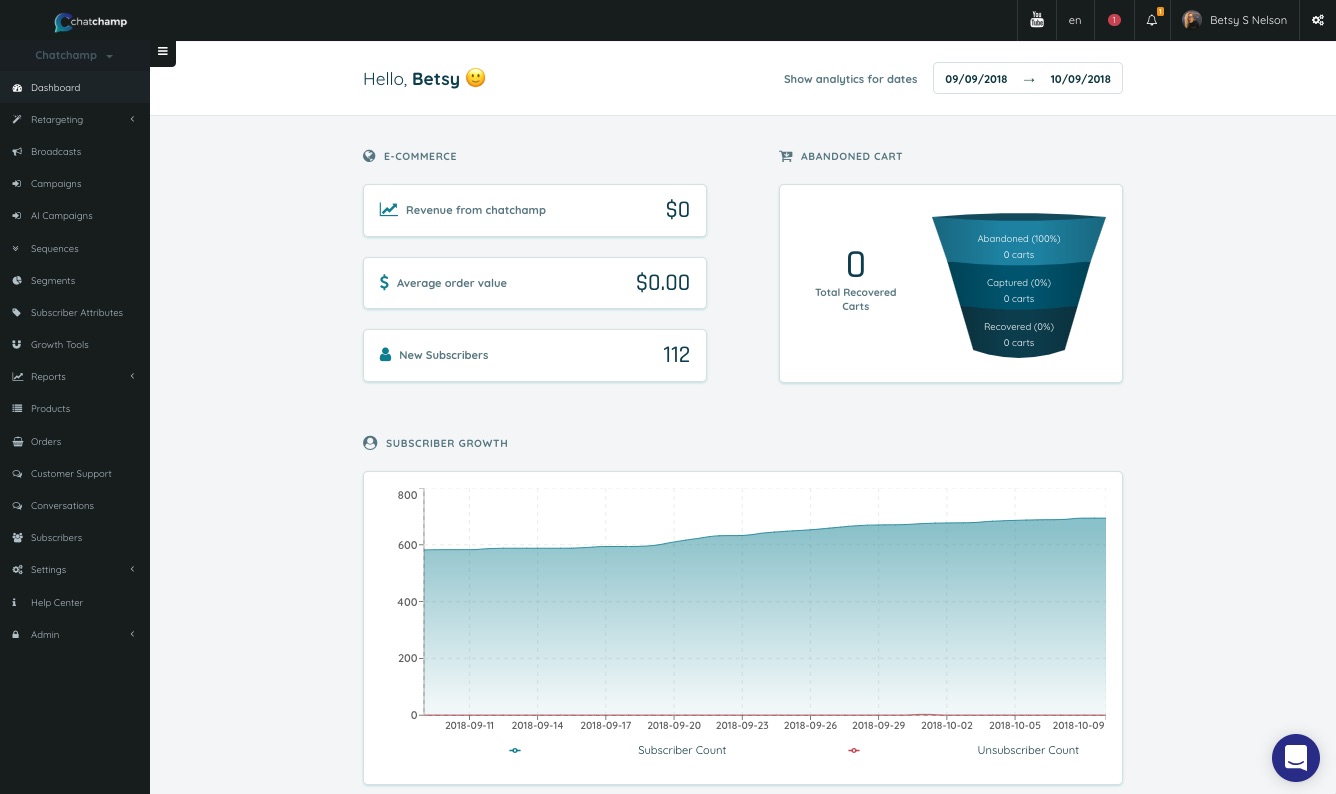 chatchamp
You
Tube
en
1
1
Betsy S Nelson
Chatchamp
Dashboard
Retargeting
Broadcasts
Campaigns
AI Campaigns
Sequences
Segments
Subscriber Attributes
Growth Tools
Reports
Products
Orders
Customer Support
Conversations
Subscribers
Settings
Help Center
Admin
Hello, Betsy 🙂
Show analytics for dates
09/09/2018 → 10/09/2018
E-COMMERCE
Revenue from chatchamp $0
Average order value $0.00
New Subscribers 112
ABANDONED CART
0
Total Recovered
Carts
Abandoned (100%)
0 carts
Captured (0%)
0 carts
Recovered (0%)
0 carts
SUBSCRIBER GROWTH
800
600
400
200
0
2018-09-11 2018-09-14 2018-09-17 2018-09-20 2018-09-23 2018-09-26 2018-09-29 2018-10-02 2018-10-05 2018-10-09
Subscriber Count Unsubscriber Count